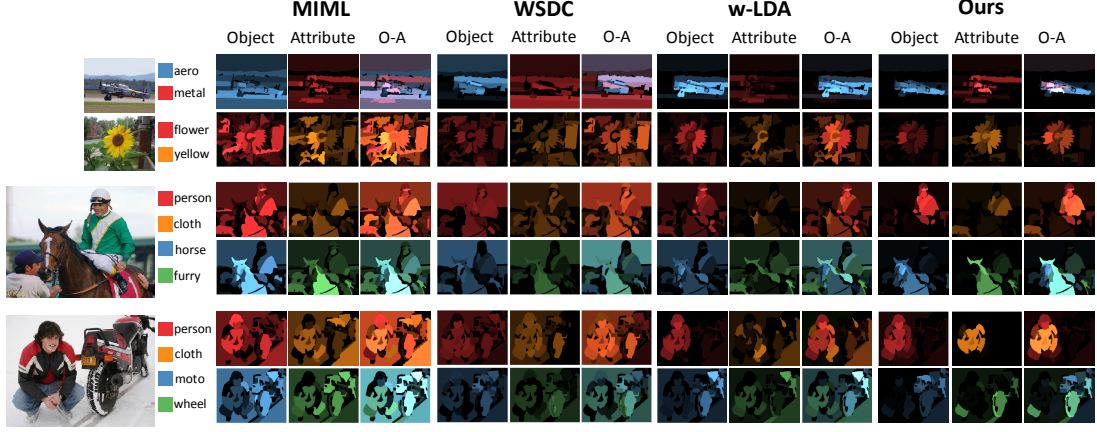 MIML WSDC w-LDA Ours
Object Attribute O-A Object Attribute O-A Object Attribute O-A Object Attribute O-A
aero
metal
flower
yellow
person
cloth
horse
furry
person
cloth
moto
wheel